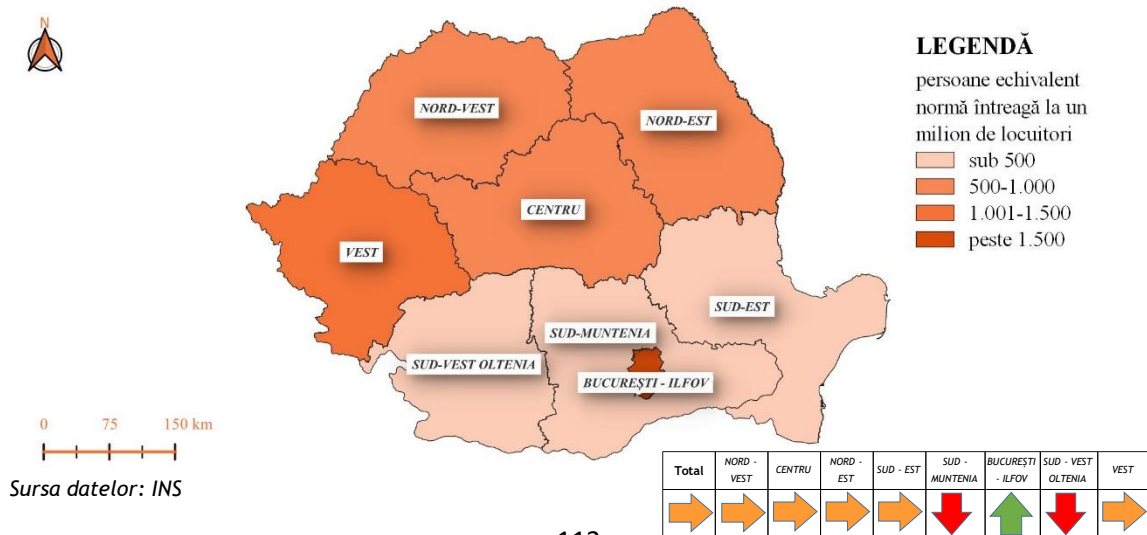 N
LEGENDĂ
persoane echivalent
normă întreagă la un
milion de locuitori
sub 500
500-1.000
1.001-1.500
peste 1.500
NORD-VEST
NORD-EST
CENTRU
VEST
SUD-EST
SUD-MUNTENIA
SUD-VEST OLTENIA
BUCUREȘTI - ILFOV
0 75 150 km
Sursa datelor: INS
Total
NORD -
VEST
CENTRU
NORD -
EST
SUD - EST
SUD -
MUNTENIA
BUCUREȘTI
- ILFOV
SUD - VEST
OLTENIA
VEST